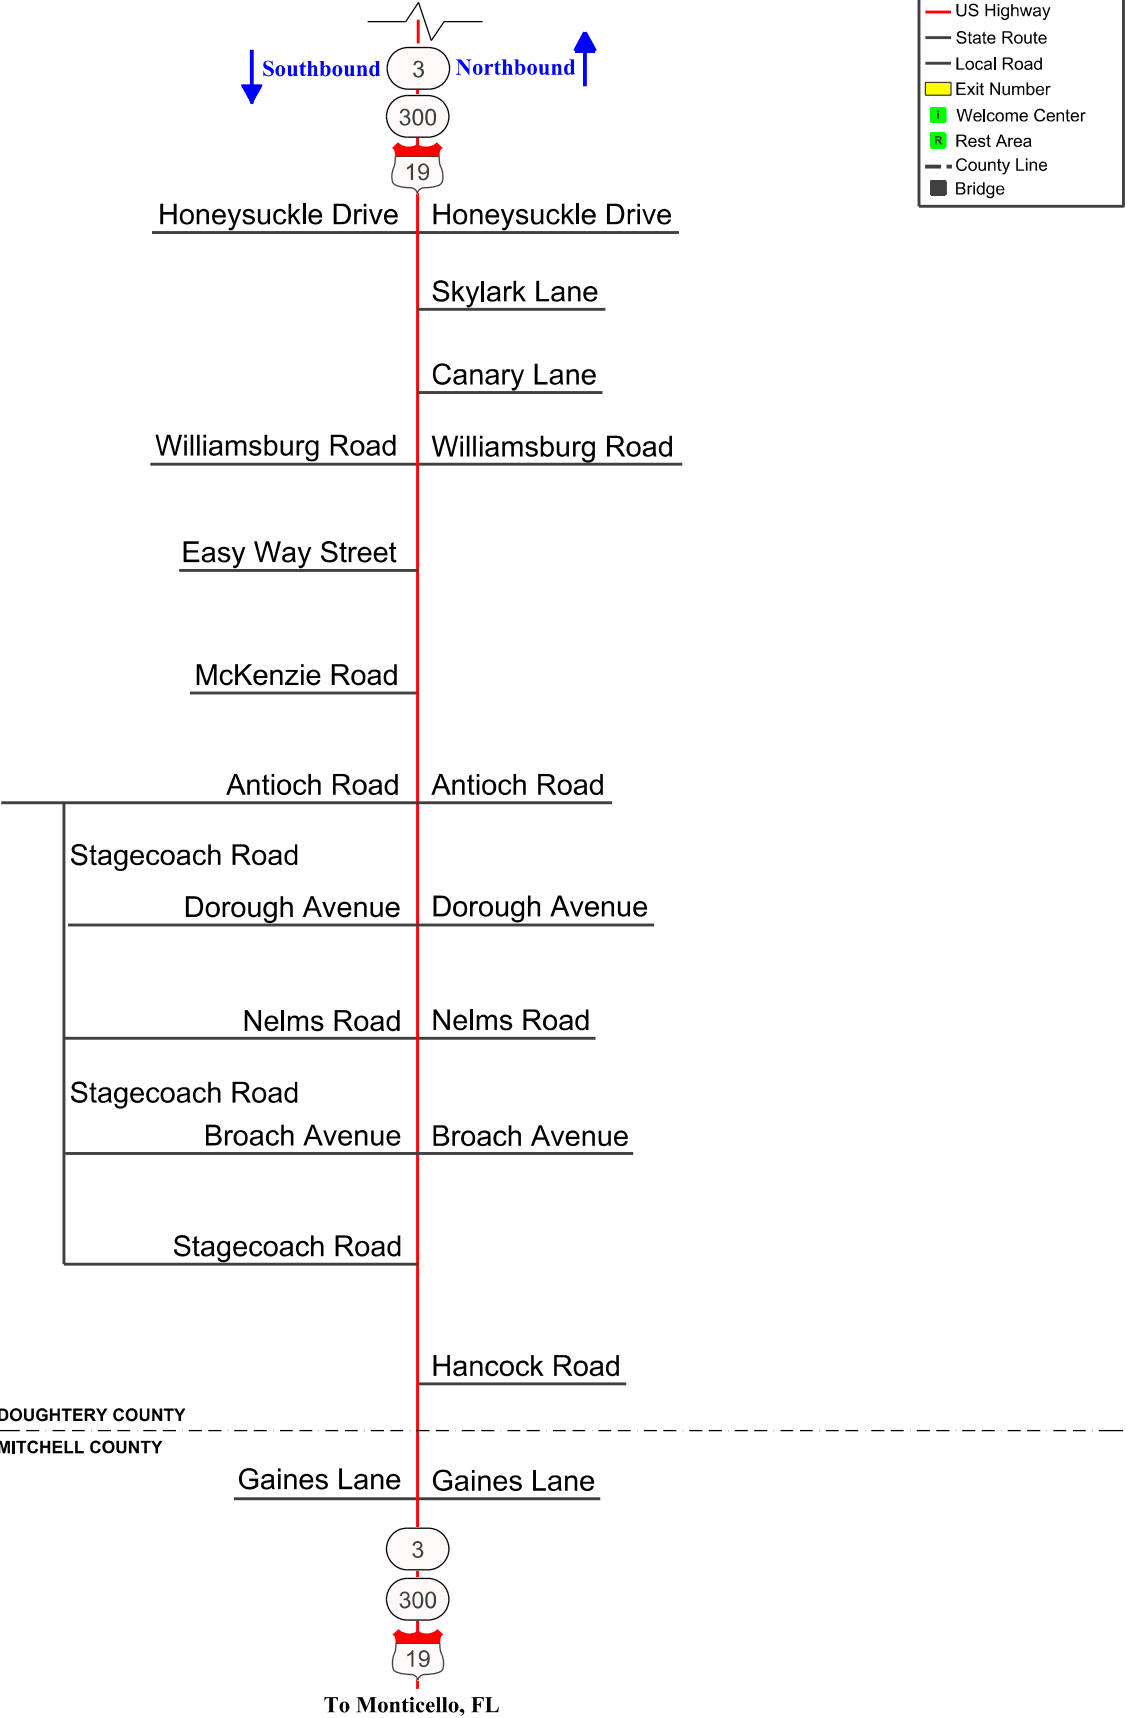 US Highway
State Route
Local Road
Exit Number
i Welcome Center
R Rest Area
County Line
Bridge
Southbound 3 Northbound
300
19
Honeysuckle Drive Honeysuckle Drive
Skylark Lane
Canary Lane
Williamsburg Road Williamsburg Road
Easy Way Street
McKenzie Road
Antioch Road Antioch Road
Stagecoach Road
Dorough Avenue Dorough Avenue
Nelms Road Nelms Road
Stagecoach Road
Broach Avenue Broach Avenue
Stagecoach Road
Hancock Road
DOUGHTERY COUNTY
MITCHELL COUNTY
Gaines Lane Gaines Lane
3
300
19
To Monticello, FL